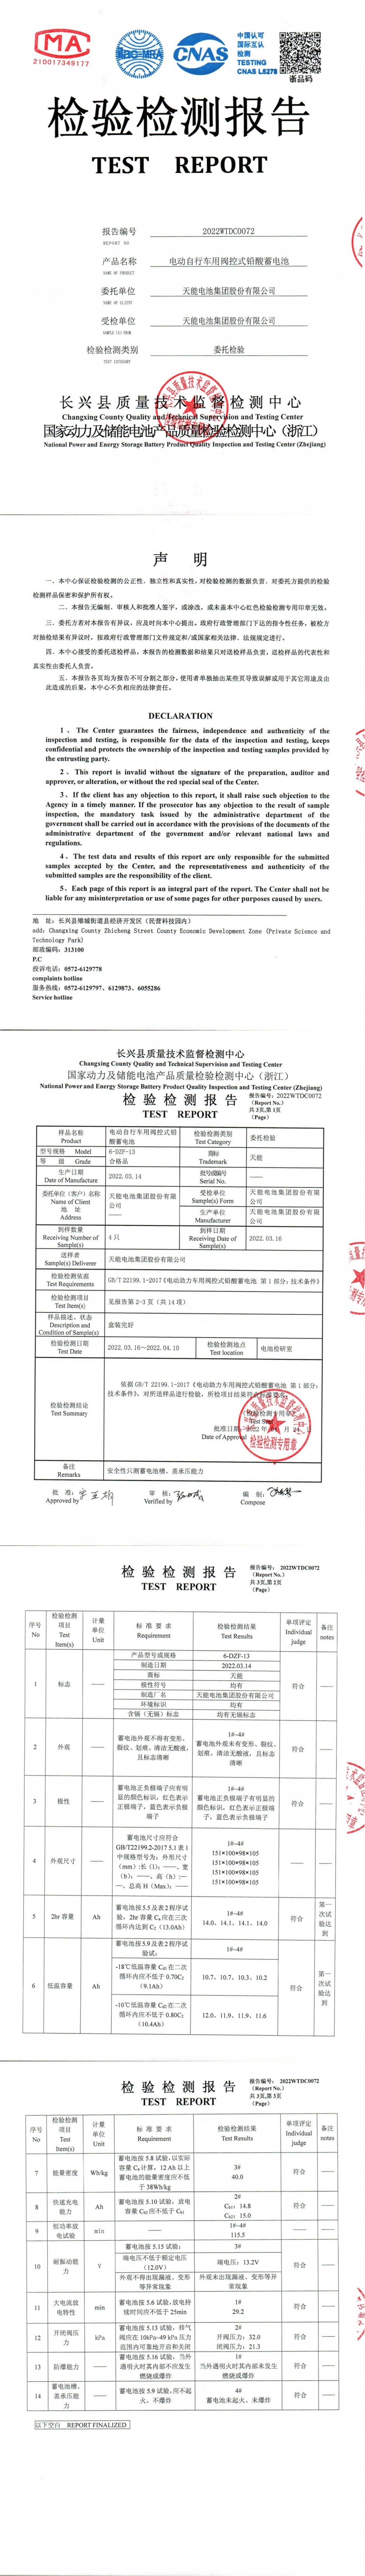 MA
210017349177
ilac-MRA
CNAS
中国认可
国际互认
检测
TESTING
CNAS L6278
浙品码
检验检测报告
TEST REPORT
报告编号 2022WTDC0072
REPORT NO
产品名称 电动自行车用阀控式铅酸蓄电池
NAME OF PRODUCT
委托单位 天能电池集团股份有限公司
NAME OF CLIENT
受检单位 天能电池集团股份有限公司
SAMPLE (S) FROM
检验检测类别 委托检验
TEST CATEGORY
长兴县质量技术监督检测中心
Changxing County Quality and Technical Supervision and Testing Center
国家动力及储能电池产品质量检验检测中心（浙江）
National Power and Energy Storage Battery Product Quality Inspection and Testing Center (Zhejiang)
声 明
一、本中心保证检验检测的公正性、独立性和真实性，对检验检测的数据负责，对委托方提供的检验
检测样品保密和保护所有权。
二、本报告无编制、审核人和批准人签字，或涂改，或未盖本中心红色检验检测专用印章无效。
三、委托方若对本报告有异议，应及时向本中心提出。政府行政管理部门下达的指令性任务，被检方
对抽检结果有异议时，按政府行政管理部门文件规定和/或国家相关法律、法规规定进行。
四、本中心接受的委托送检样品，本报告的检测数据和结果只对送检样品负责，送检样品的代表性和
真实性由委托人负责。
五、本报告各页均为报告不可分割之部分，使用者单独抽出某些页导致误解或用于其它用途及由
此造成的后果，本中心不负相应的法律责任。
DECLARATION
1、The Center guarantees the fairness, independence and authenticity of the
inspection and testing, is responsible for the data of the inspection and testing, keeps
confidential and protects the ownership of the inspection and testing samples provided by
the entrusting party.
2、This report is invalid without the signature of the preparation, auditor and
approver, or alteration, or without the red special seal of the Center.
3、If the client has any objection to this report, it shall raise such objection to the
Agency in a timely manner. If the prosecutor has any objection to the result of sample
inspection, the mandatory task issued by the administrative department of the
government shall be carried out in accordance with the provisions of the documents of the
administrative department of the government and/or relevant national laws and
regulations.
4、The test data and results of this report are only responsible for the submitted
samples accepted by the Center, and the representativeness and authenticity of the
submitted samples are the responsibility of the client.
5、Each page of this report is an integral part of the report. The Center shall not be
liable for any misinterpretation or use of some pages for other purposes caused by users.
地 址：长兴县雉城街道县经济开发区（民营科技园内）
add: Changxing County Zhicheng Street County Economic Development Zone (Private Science and
Technology Park)
邮政编码：313100
P.C
投诉电话：0572-6129778
complaints hotline
服务热线：0572-6129797、6129873、6055286
Service hotline
长兴县质量技术监督检测中心
Changxing County Quality and Technical Supervision and Testing Center
国家动力及储能电池产品质量检验检测中心（浙江）
National Power and Energy Storage Battery Product Quality Inspection and Testing Center (Zhejiang)
检 验 检 测 报 告 报告编号：2022WTDC0072
(Report No.)
TEST REPORT 共3页,第1页
(Page)
样品名称 Product 电动自行车用阀控式铅酸蓄电池 检验检测类别 Test Category 委托检验
型号规格 Model 6-DZF-13 商标 Trademark 天能
等 级 Grade 合格品
生产日期 Date of Manufacture 2022.03.14 批号或编号 Serial No. ——
委托单位（客户）名称 Name of Client 天能电池集团股份有限公司 受检单位 Sample(s) Form 天能电池集团股份有限公司
地 址 Address —— 生产单位 Manufacturer 天能电池集团股份有限公司
到样数量 Receiving Number of Sample(s) 4 只 到样日期 Receiving Date of Sample(s) 2022.03.16
送样者 Sample(s) Deliverer 天能电池集团股份有限公司
检验检测依据 Test Requirements GB/T 22199.1-2017《电动助力车用阀控式铅酸蓄电池 第 1 部分：技术条件》
检验检测项目 Test Item(s) 见报告第 2-3 页（共 14 项）
样品描述、状态 Description and Condition of Sample(s) 盒装完好
检验检测日期 Test Date 2022.03.16～2022.04.10 检验检测地点 Test location 电池检研室
检验检测结论 Test Summary
依据 GB/T 22199.1-2017《电动助力车用阀控式铅酸蓄电池 第 1 部分：
技术条件》，对所送样品进行检验，所检项目结果符合标准要求。
（检验检测专用章）
批准日期：2022 年 月 日
Date of Approval
检验检测专用章
备注 Remarks 安全性只测蓄电池槽、盖承压能力
批 准： 审 核： 编 制：
Approved by Verified by Compose
检 验 检 测 报 告 报告编号：2022WTDC0072
(Report No.)
TEST REPORT 共3页,第2页
(Page)
序号 No 检验检测项目 Test Item(s) 计量单位 Unit 标 准 要 求 Requirement 检验检测结果 Test Results 单项评定 Individual judge 备注 notes
1 标志 —— 产品型号或规格 6-DZF-13 符合 ——
制造日期 2022.03.14
商标 天能
极性符号 均有
制造厂名 天能电池集团股份有限公司
环境标识 均有
含镉（无镉）标志 均有无镉标志
2 外观 —— 蓄电池外观不得有变形、裂纹、划痕、清洁无酸液，且标志清晰 1#~4# 蓄电池外观未有变形、裂纹、划痕，清洁无酸液，且标志清晰 符合 ——
3 极性 —— 蓄电池正负极端子应有明显的颜色标识，红色表示正极端子，蓝色表示负极端子 1#~4# 蓄电池正负极端子有明显的颜色标识，红色表示正极端子，蓝色表示负极端子 符合 ——
4 外观尺寸 —— 蓄电池尺寸应符合 GB/T22199.2-2017 5.1 表 1 中规格型号为：外形尺寸（mm）:长（l）：——、宽（b）：——、高（h）：——、总高 H（Max）：—— 1#~4#
151×100×98×105
151×100×98×105
151×100×98×105
151×100×98×105
—— ——
5 2hr 容量 Ah 蓄电池按 5.5 及表 2 程序试验，2hr 容量 Ca 应在三次循环内达到 C2（13.0Ah） 1#~4# 14.0、14.1、14.1、14.0 符合 第一次试验达到
6 低温容量 Ah 蓄电池按 5.9 及表 2 程序试验试： 1#~4# 符合 第一次试验达到
-18℃低温容量 Cd1 在二次循环内应不低于 0.70C2（9.1Ah） 10.7、10.7、10.3、10.2
-10℃低温容量 Cd2 在二次循环内应不低于 0.80C2（10.4Ah） 12.0、11.9、11.9、11.6
检 验 检 测 报 告 报告编号：2022WTDC0072
(Report No.)
TEST REPORT 共3页,第3页
(Page)
序号 No 检验检测项目 Test Item(s) 计量单位 Unit 标 准 要 求 Requirement 检验检测结果 Test Results 单项评定 Individual judge 备注 notes
7 能量密度 Wh/kg 蓄电池按 5.8 试验，以实际容量 Ca 计算，12 Ah 以上蓄电池的能量密度应不低于 38Wh/kg 3# 40.0 符合 ——
8 快速充电能力 Ah 蓄电池按 5.10 试验，放电容量 Cb2 应不低于 Cb1 2# Cb1：14.8 Cb2：15.0 符合 ——
9 恒功率放电试验 min —— 1#~4# 115.5 —— ——
10 耐振动能力 V 蓄电池按 5.15 试验： 3# 符合 ——
端电压不低于额定电压（12.0V） 端电压：13.2V
外观不得出现漏液、变形等异常现象 外观未出现漏液、变形等异常现象
11 大电流放电特性 min 蓄电池按 5.6 试验，放电持续时间应不低于 25min 1# 29.2 符合 ——
12 开闭阀压力 kPa 蓄电池按 5.13 试验，排气阀应在 10kPa~49 kPa 压力范围内可靠地开启和关闭 2# 开阀压力：32.0 闭阀压力：21.3 符合 ——
13 防爆能力 —— 蓄电池按 5.16 试验，当外遇明火时其内部不应发生燃烧或爆炸 1# 当外遇明火时其内部未发生燃烧或爆炸 符合 ——
14 蓄电池槽、盖承压能力 —— 蓄电池按 5.9 试验，应不起火、不爆炸 4# 蓄电池未起火、未爆炸 符合 ——
以下空白 REPORT FINALIZED